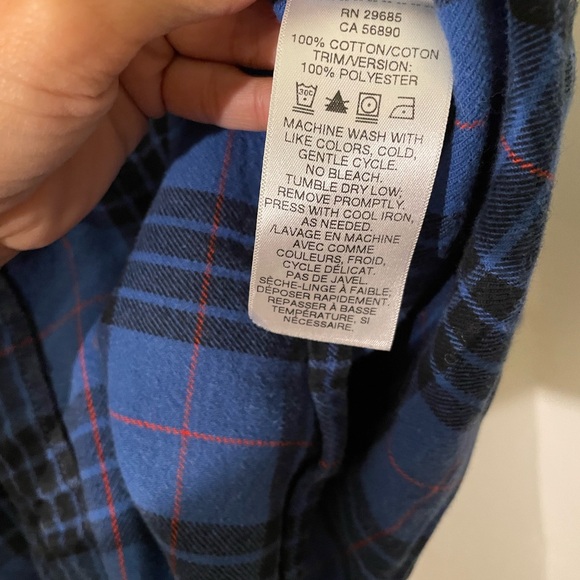 RN 29685
CA 56890
100% COTTON/COTON
TRIM/VERSION:
100% POLYESTER
30C
MACHINE WASH WITH
LIKE COLORS, COLD,
GENTLE CYCLE.
NO BLEACH.
TUMBLE DRY LOW;
REMOVE PROMPTLY.
PRESS WITH COOL IRON,
AS NEEDED.
/LAVAGE EN MACHINE
AVEC COMME
COULEURS, FROID,
CYCLE DÉLICAT.
PAS DE JAVEL.
SÈCHE-LINGE À FAIBLE,
DÉPOSER RAPIDEMENT.
REPASSER À BASSE
TEMPÉRATURE, SI
NÉCESSAIRE.